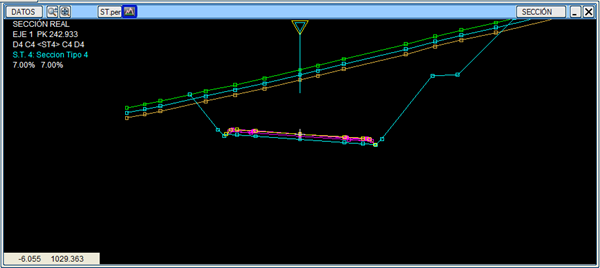 DATOS ST.per SECCIÓN
SECCIÓN REAL
EJE 1 PK 242.933
D4 C4 <ST4> C4 D4
S.T. 4: Seccion Tipo 4
7.00% 7.00%
-6.055 1029.363